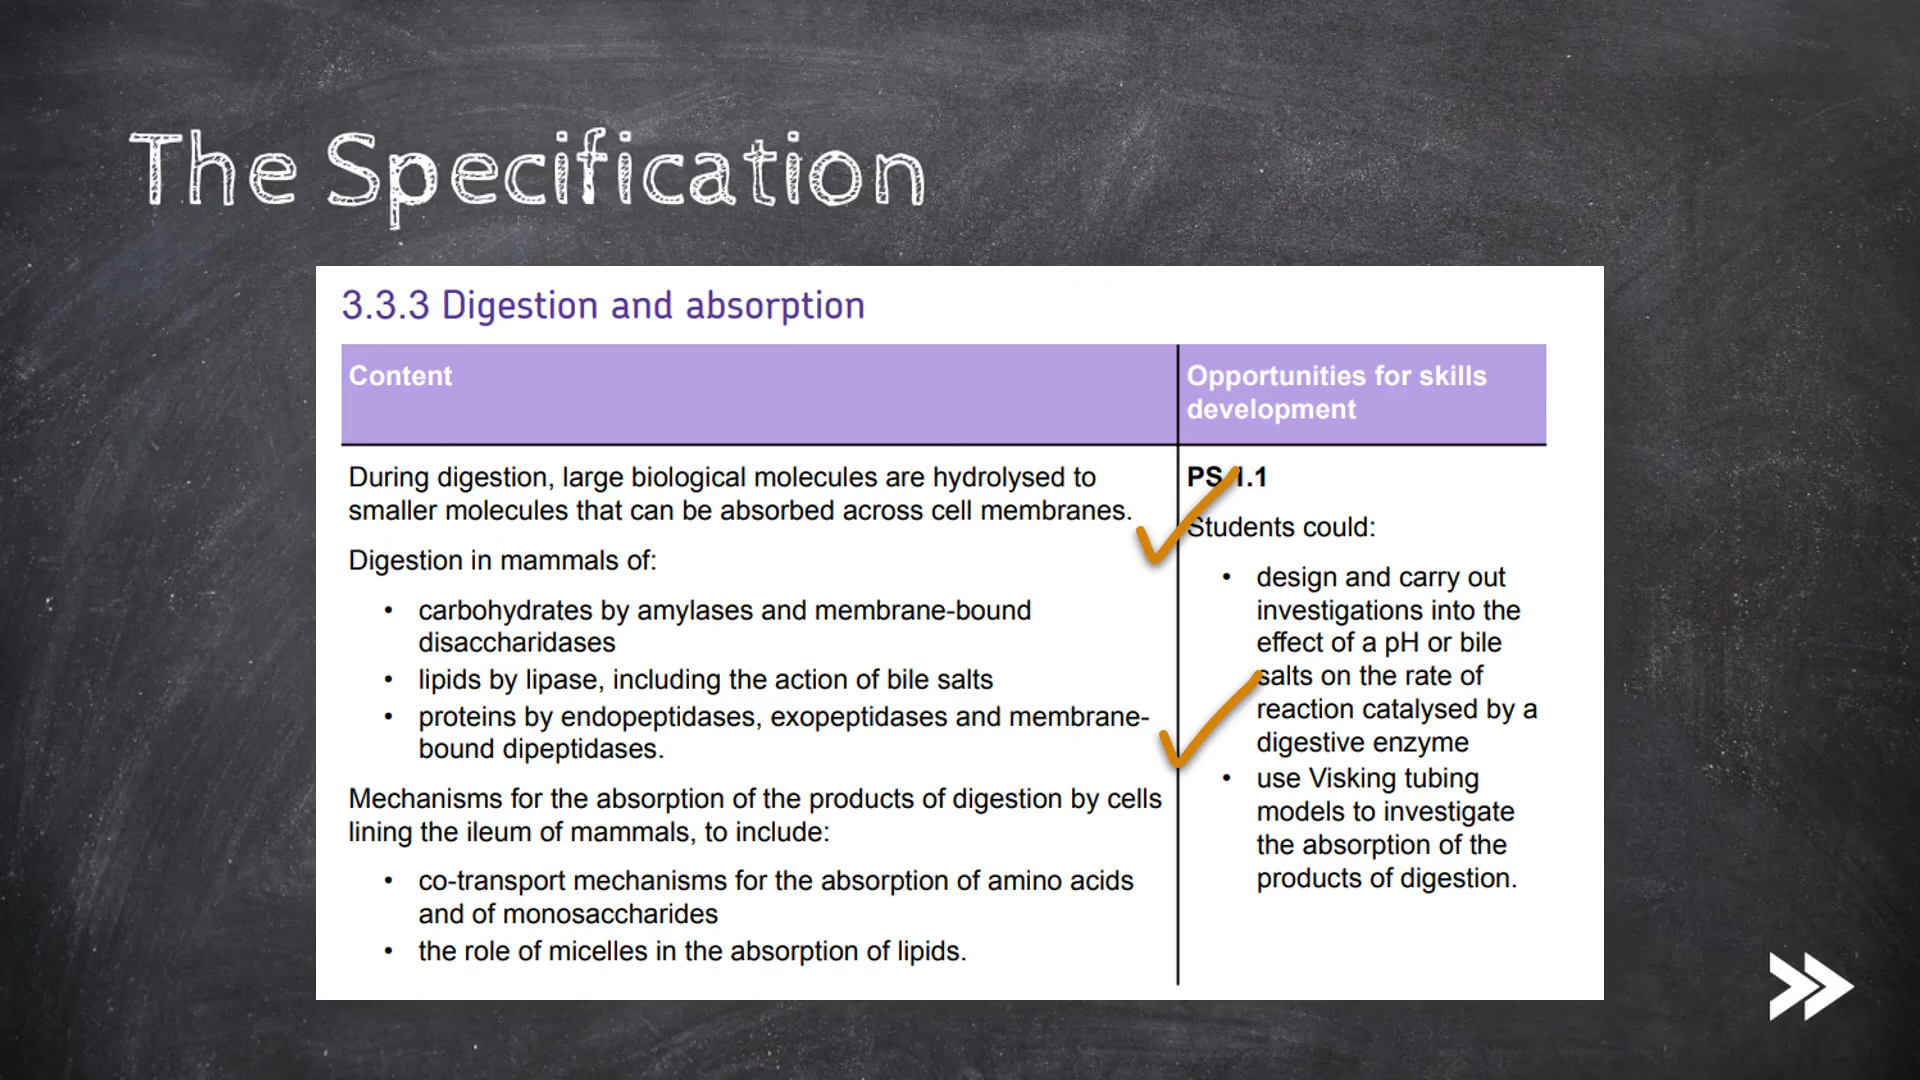 The Specification
3.3.3 Digestion and absorption
Content
Opportunities for skills
development
During digestion, large biological molecules are hydrolysed to
smaller molecules that can be absorbed across cell membranes.
Digestion in mammals of:
• carbohydrates by amylases and membrane-bound
disaccharidases
• lipids by lipase, including the action of bile salts
• proteins by endopeptidases, exopeptidases and membrane-
bound dipeptidases.
Mechanisms for the absorption of the products of digestion by cells
lining the ileum of mammals, to include:
• co-transport mechanisms for the absorption of amino acids
and of monosaccharides
• the role of micelles in the absorption of lipids.
PS 1.1
Students could:
• design and carry out
investigations into the
effect of a pH or bile
salts on the rate of
reaction catalysed by a
digestive enzyme
• use Visking tubing
models to investigate
the absorption of the
products of digestion.